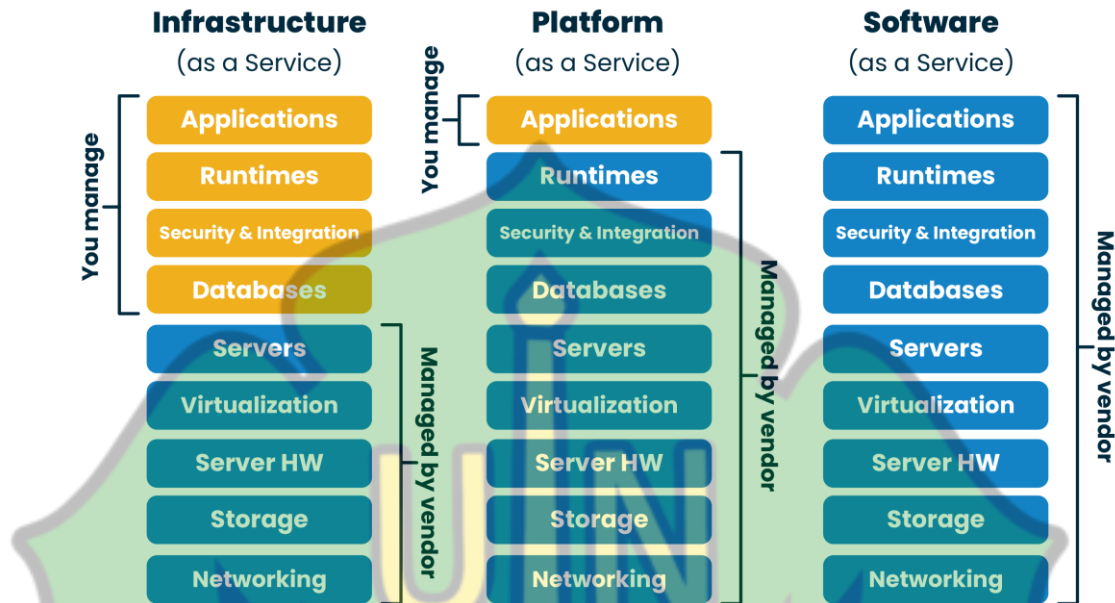 Infrastructure
(as a Service)
You manage
Applications
Runtimes
Security & Integration
Databases
Servers
Virtualization
Server HW
Storage
Networking
Managed by vendor
Platform
(as a Service)
You manage
Applications
Runtimes
Security & Integration
Databases
Servers
Virtualization
Server HW
Storage
Networking
Managed by vendor
Software
(as a Service)
Applications
Runtimes
Security & Integration
Databases
Servers
Virtualization
Server HW
Storage
Networking
Managed by vendor
UIN